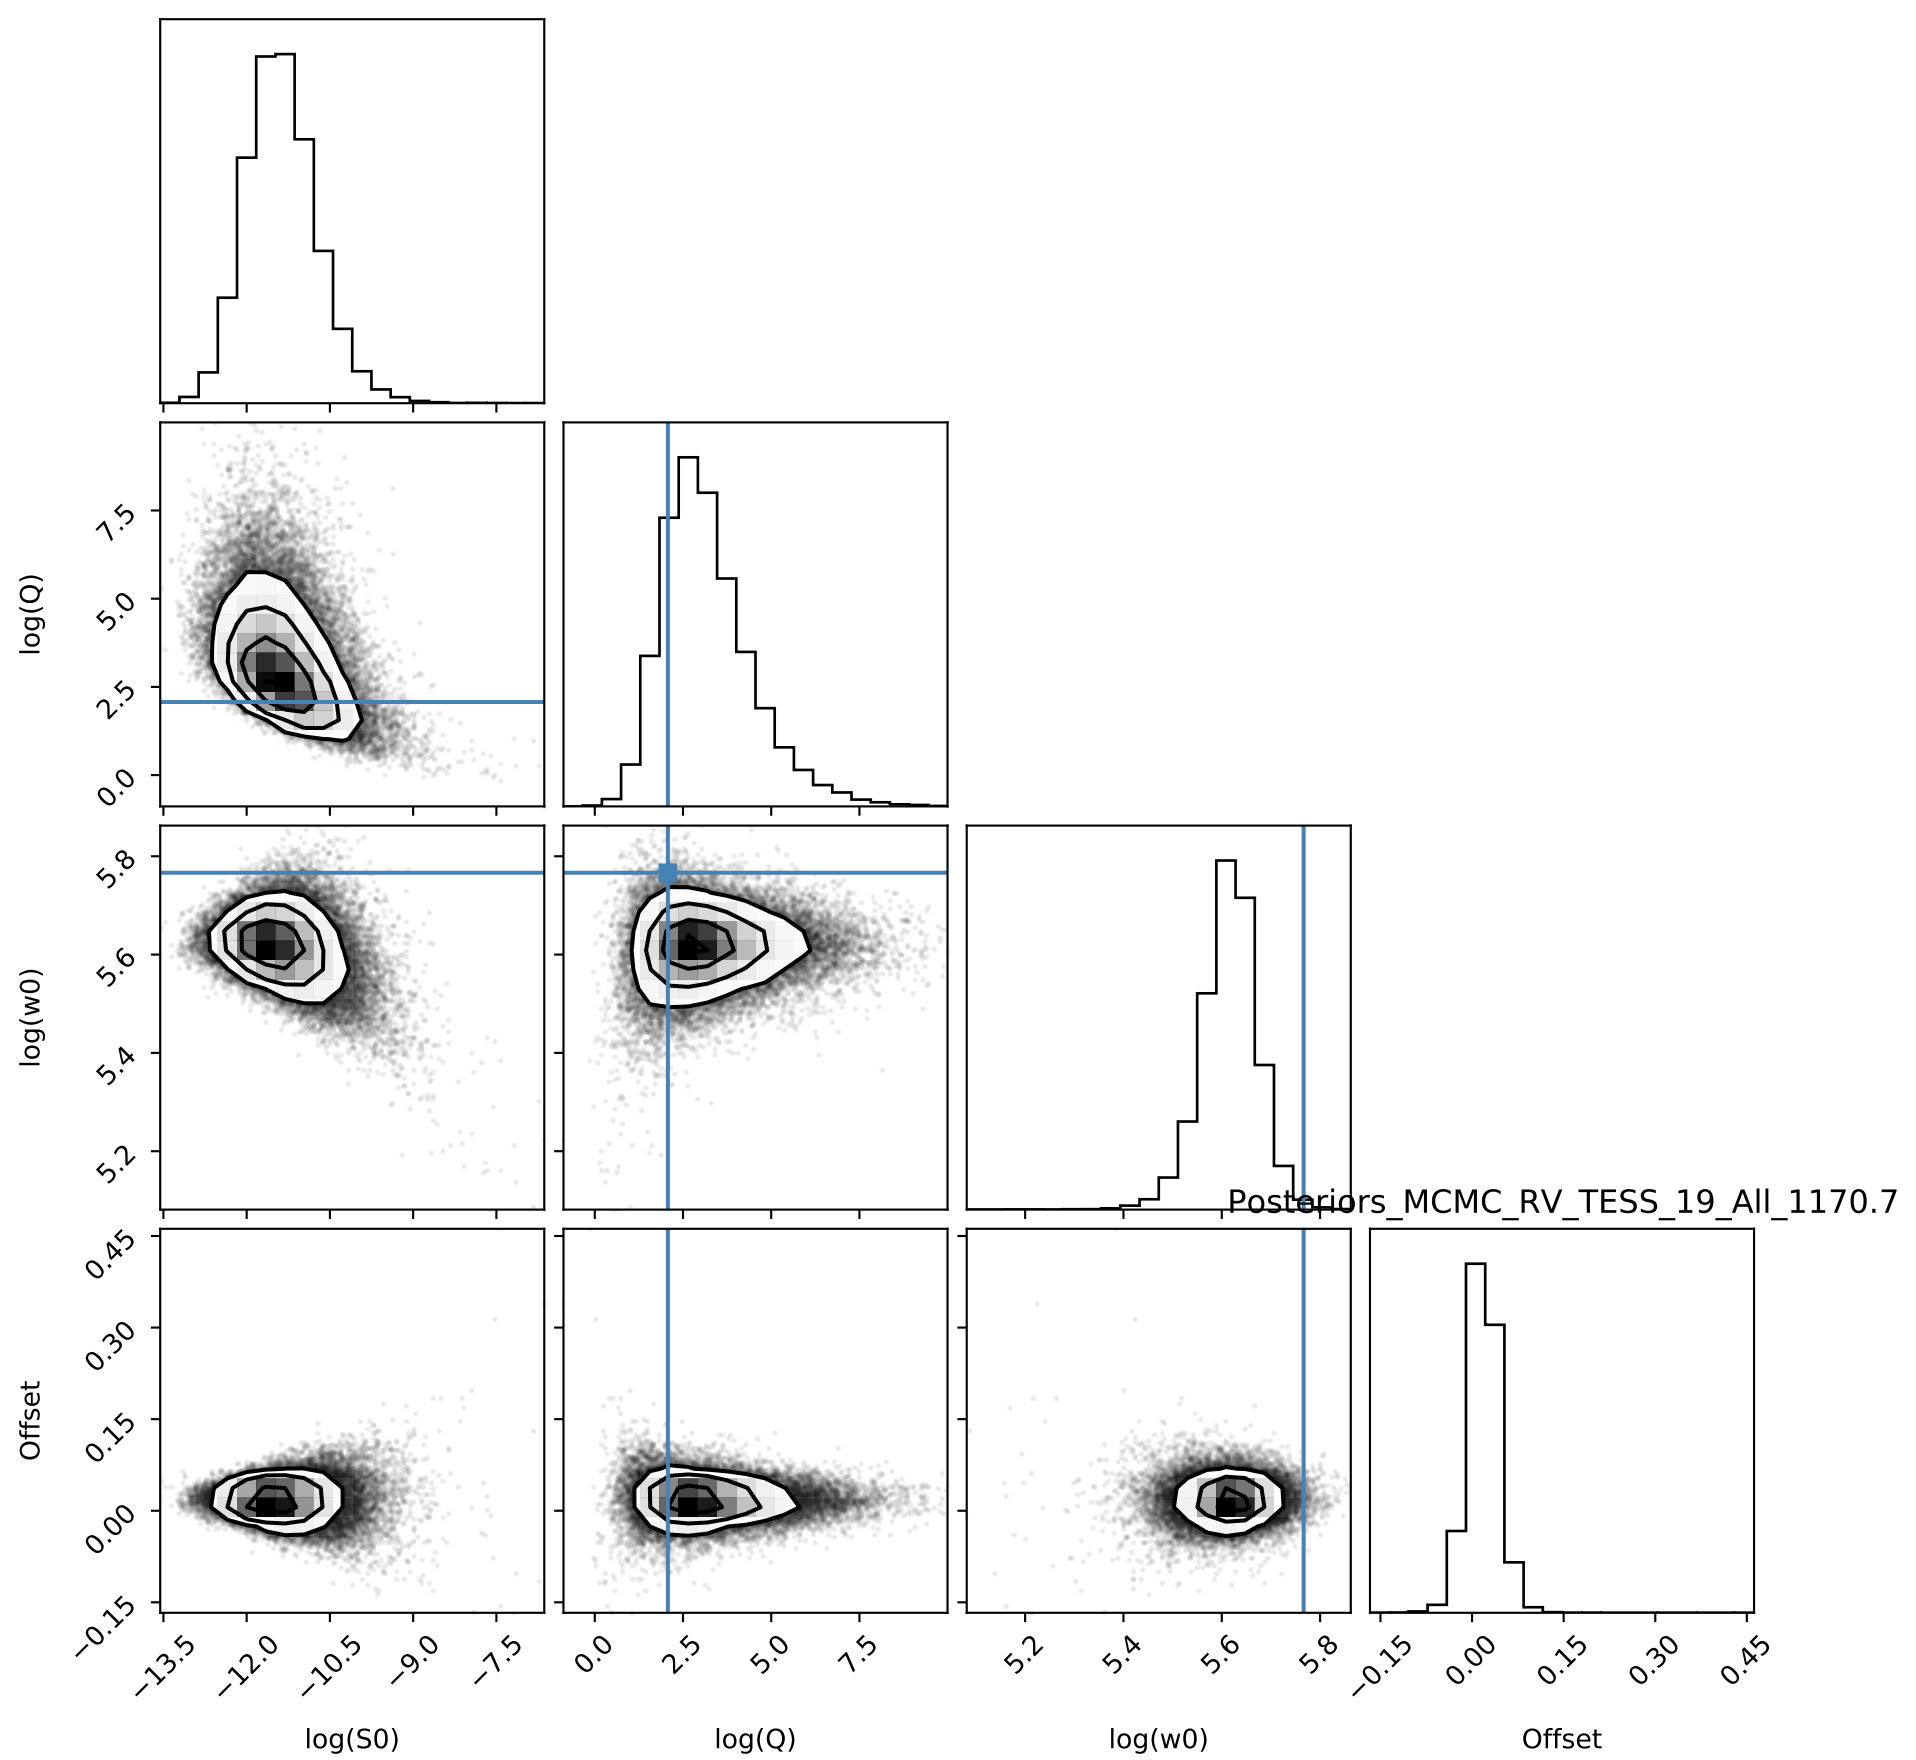 log(Q)
7.5
5.0
2.5
0.0
log(w0)
5.8
5.6
5.4
5.2
Posteriors_MCMC_RV_TESS_19_All_1170.7
Offset
0.45
0.30
0.15
0.00
−0.15
−13.5 −12.0 −10.5 −9.0 −7.5
0.0 2.5 5.0 7.5
5.2 5.4 5.6 5.8
−0.15 0.00 0.15 0.30 0.45
log(S0)
log(Q)
log(w0)
Offset